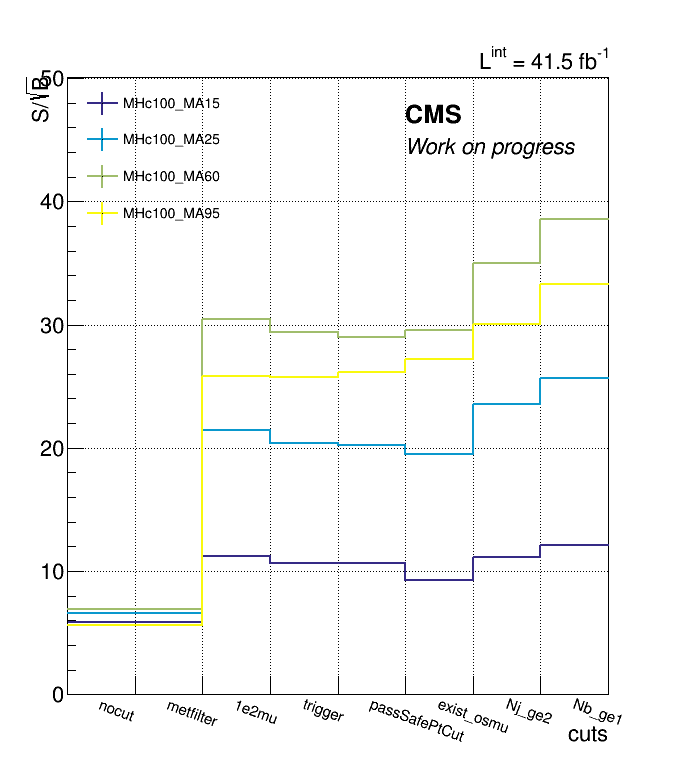 L^int = 41.5 fb^-1
S/√B
50
40
30
20
10
0
MHc100_MA15
MHc100_MA25
MHc100_MA60
MHc100_MA95
CMS
Work on progress
nocut
metfilter
1e2mu
trigger
passSafePtCut
exist_osmu
Nj_ge2
Nb_ge1
cuts